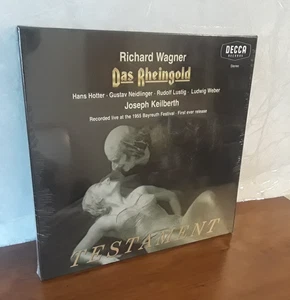 Richard Wagner
DECCA
Das Rheingold
Stereo
Hans Hotter · Gustav Neidlinger · Rudolf Lustig · Ludwig Weber
Joseph Keilberth
Recorded live at the 1955 Bayreuth Festival · First ever release
TESTAMENT